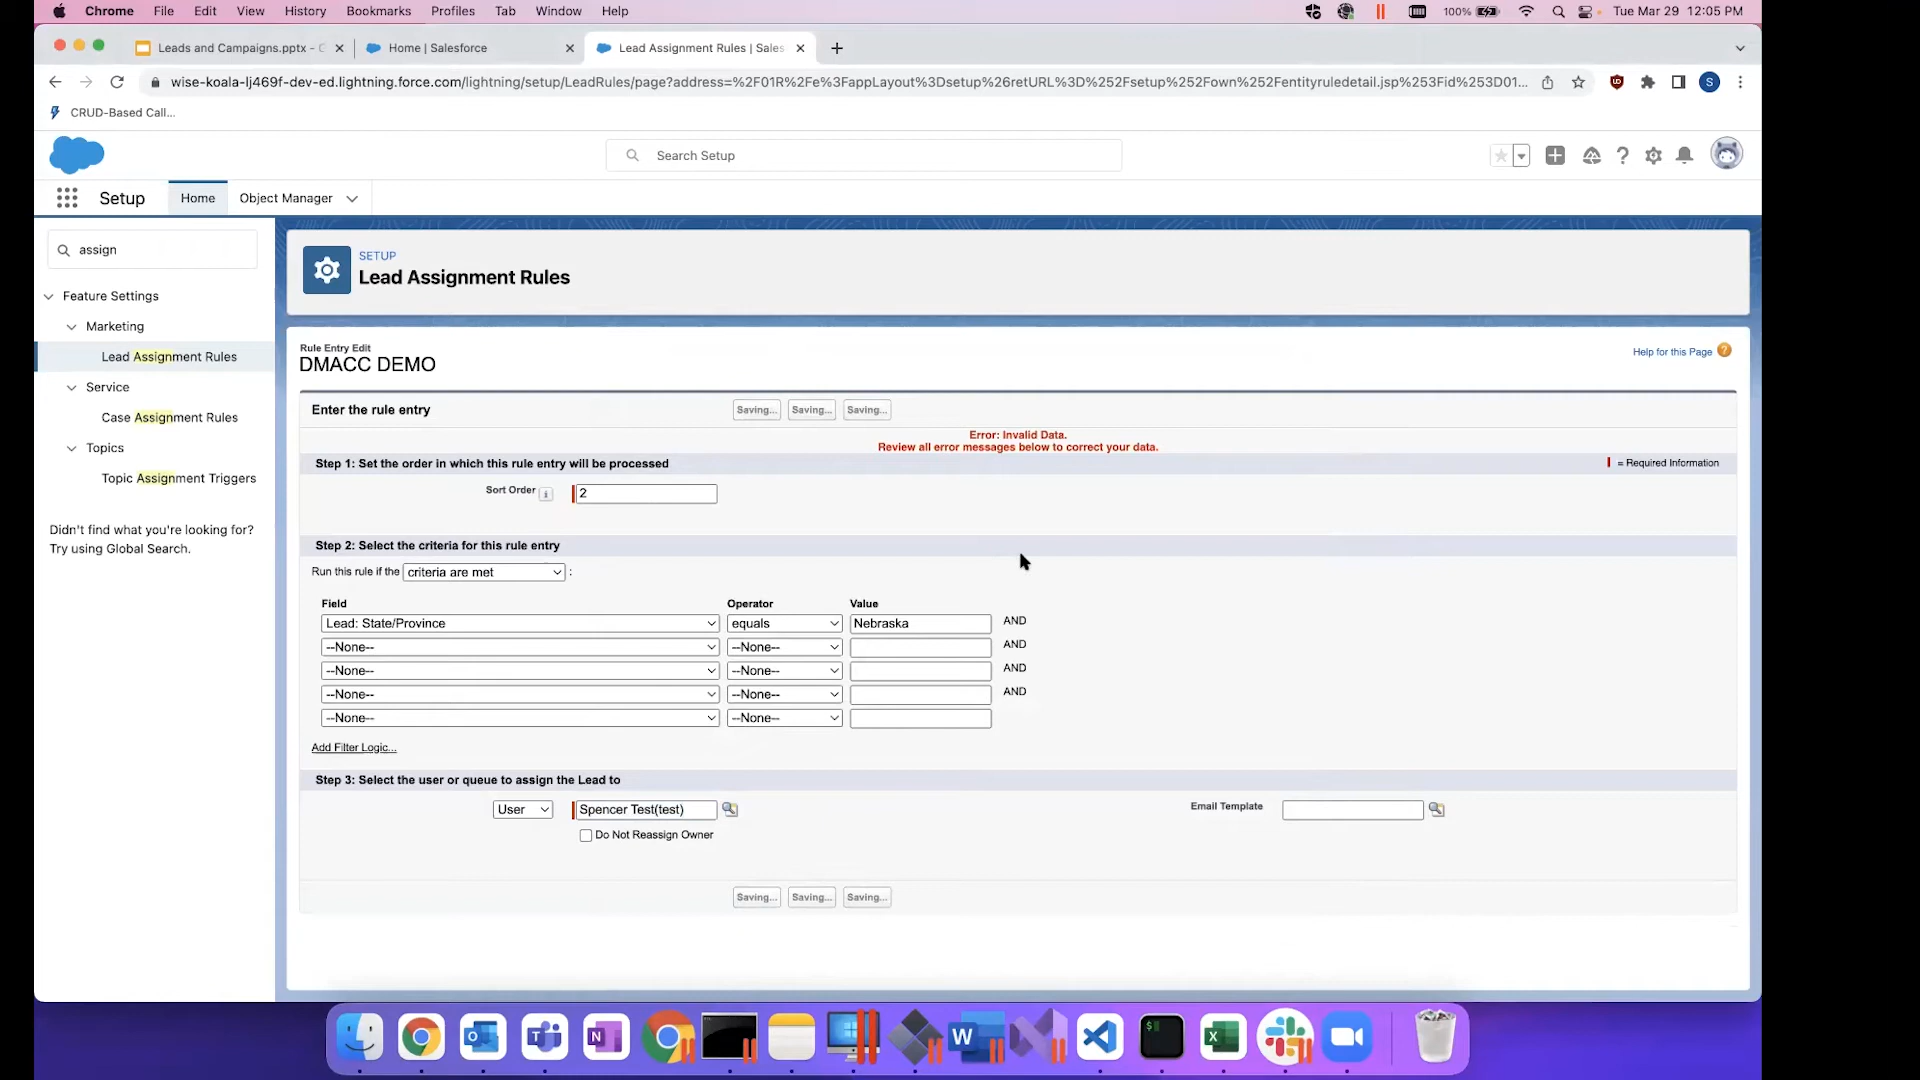 Chrome File Edit View History Bookmarks Profiles Tab Window Help
100% Tue Mar 29 12:05 PM
Leads and Campaigns.pptx -
Home | Salesforce
Lead Assignment Rules | Sales
wise-koala-lj469f-dev-ed.lightning.force.com/lightning/setup/LeadRules/page?address=%2F01R%2Fe%3FappLayout%3Dsetup%26retURL%3D%252Fsetup%252Fown%252Fentityruledetail.jsp%253Fid%253D01...
S
CRUD-Based Call...
Search Setup
Setup
Home
Object Manager
assign
Feature Settings
Marketing
Lead Assignment Rules
Service
Case Assignment Rules
Topics
Topic Assignment Triggers
Didn't find what you're looking for?
Try using Global Search.
SETUP
Lead Assignment Rules
Rule Entry Edit
DMACC DEMO
Help for this Page ?
Enter the rule entry
Saving... Saving... Saving...
Error: Invalid Data.
Review all error messages below to correct your data.
Step 1: Set the order in which this rule entry will be processed
= Required Information
Sort Order i
2
Step 2: Select the criteria for this rule entry
Run this rule if the criteria are met :
Field Operator Value
Lead: State/Province equals Nebraska AND
--None-- --None-- AND
--None-- --None-- AND
--None-- --None-- AND
--None-- --None--
Add Filter Logic...
Step 3: Select the user or queue to assign the Lead to
User Spencer Test(test)
Email Template
Do Not Reassign Owner
Saving... Saving... Saving...